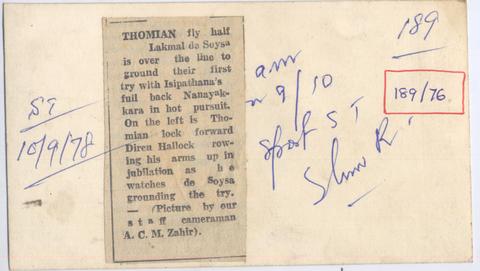 189
189/76
ST
10/9/78
THOMIAN fly half
Lakmal de Soysa
is over the line to
ground their first
try with Isipathana's
full back Nanayak-
kara in hot pursuit.
On the left is Tho-
mian lock forward
Diren Hallock row-
ing his arms up in
jubilation as he
watches de Soysa
grounding the try.
— (Picture by our
staff cameraman
A. C. M. Zahir).
9/10
Sport ST